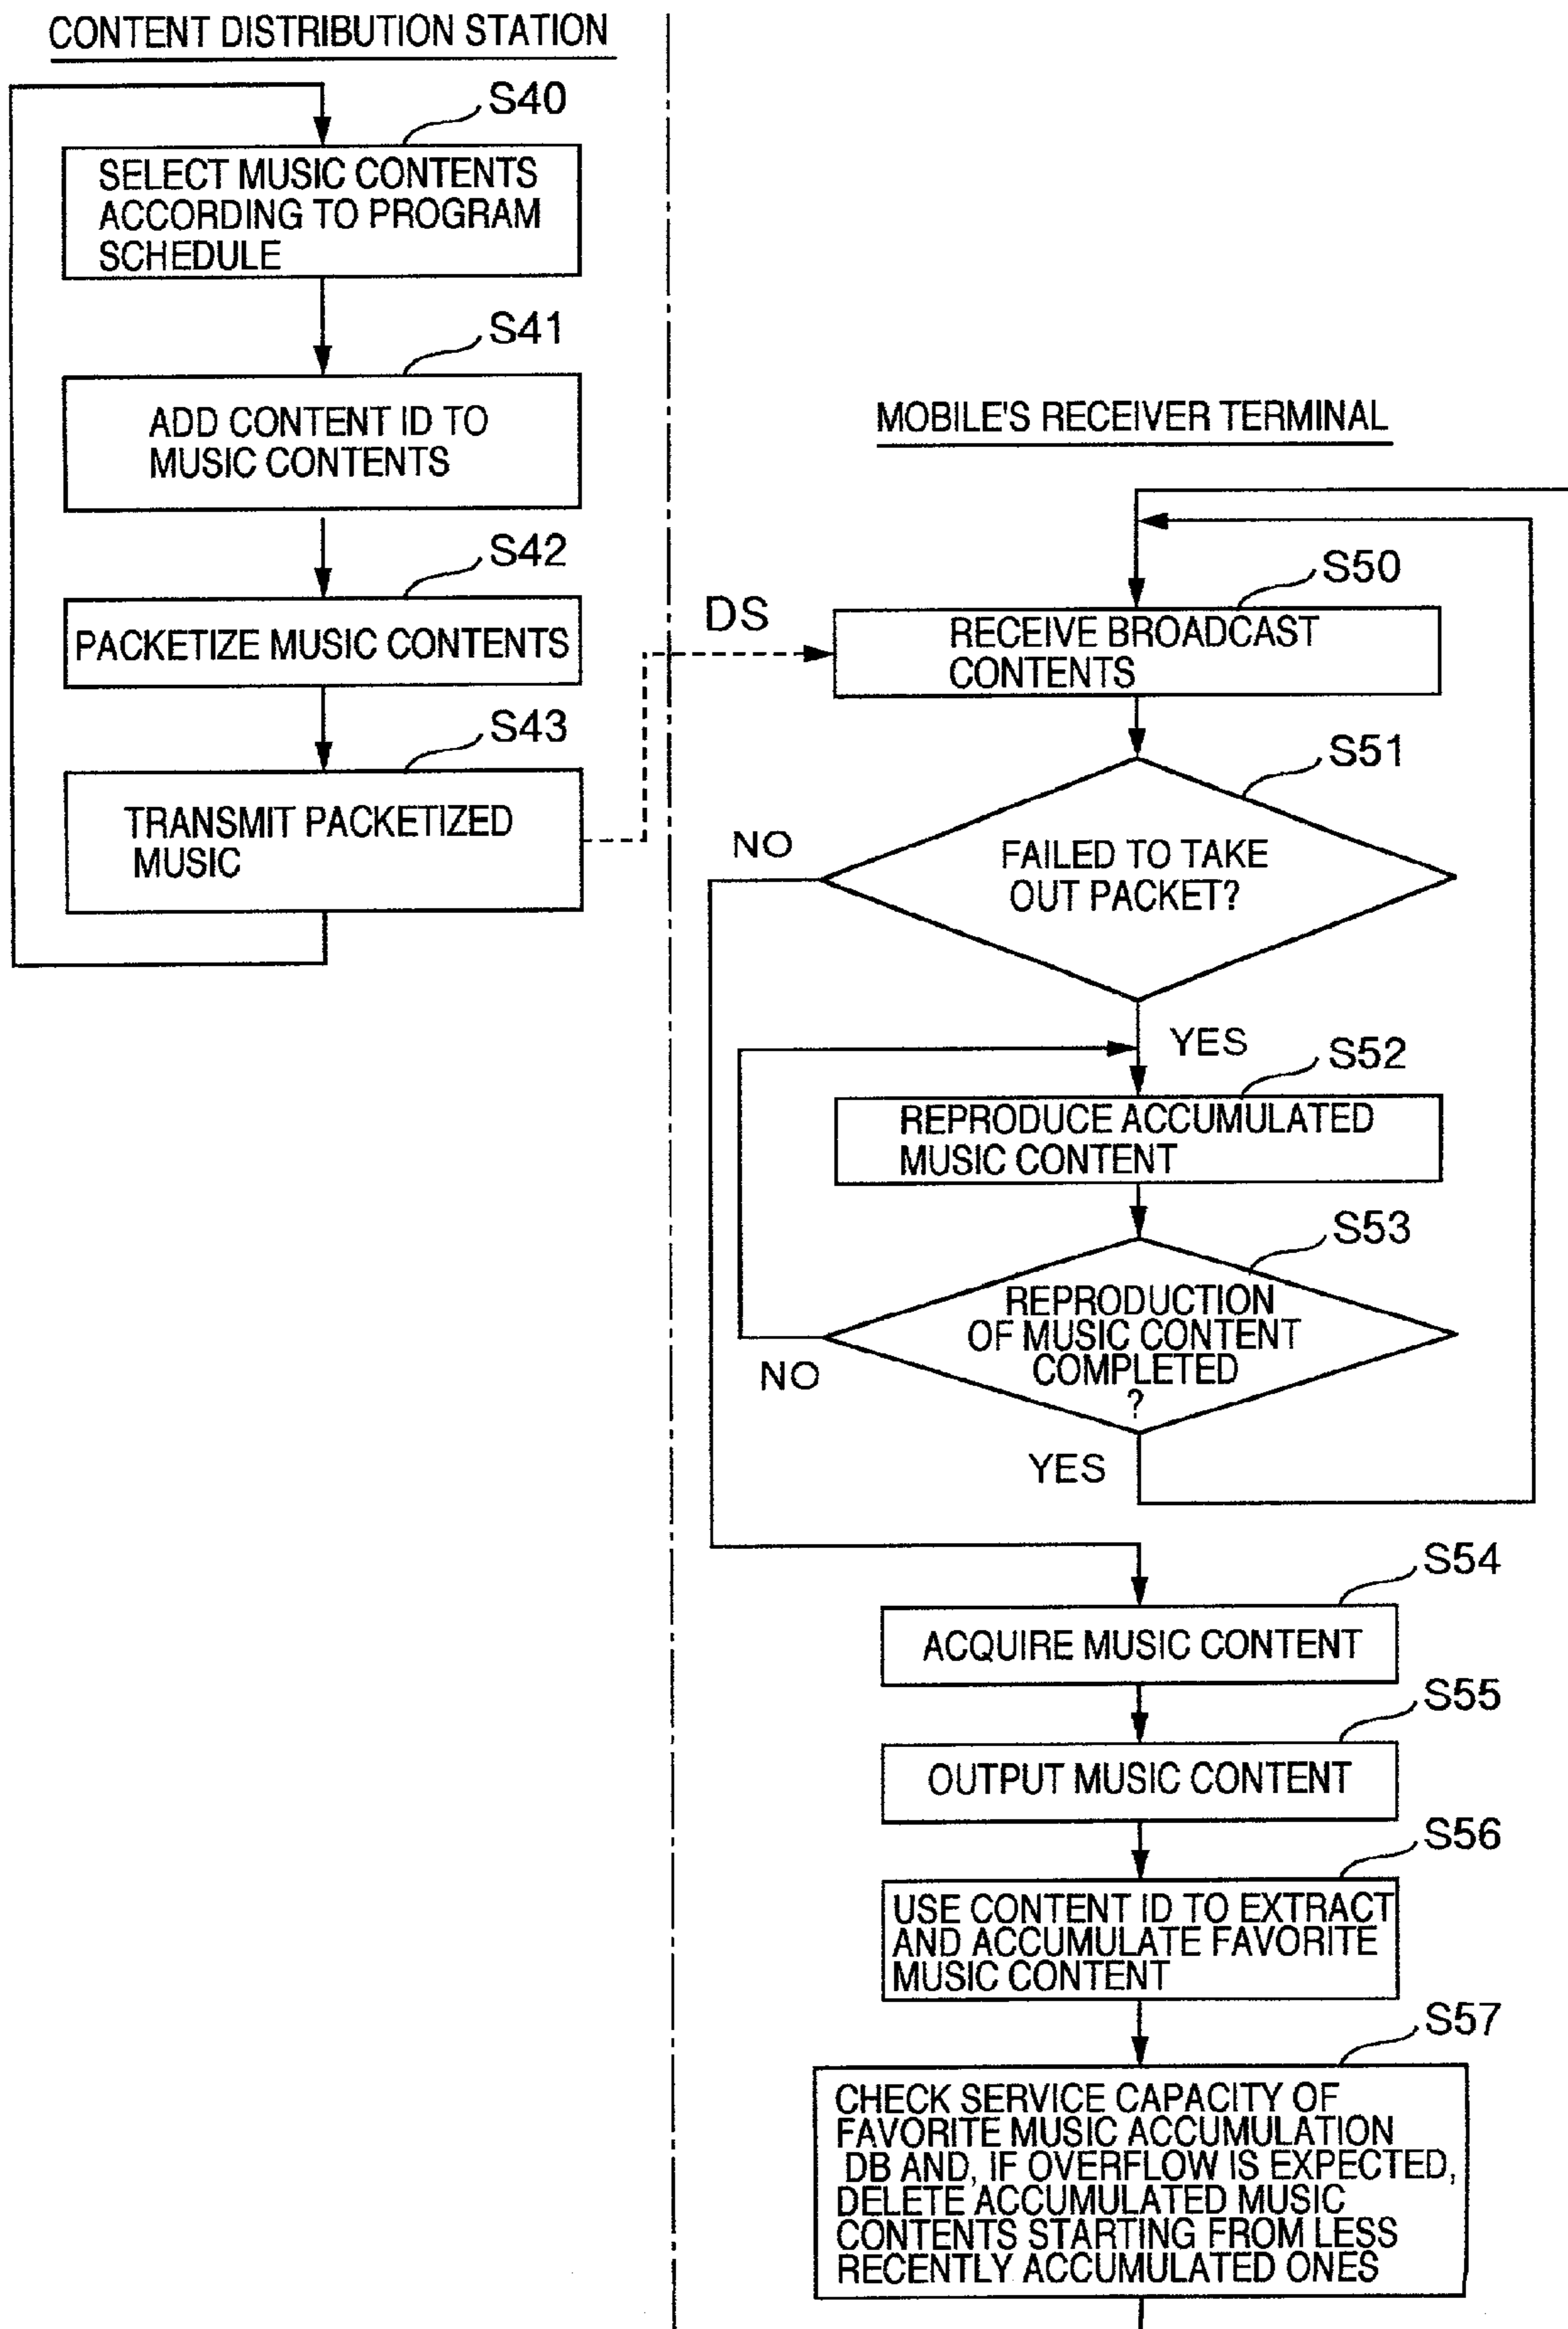 CONTENT DISTRIBUTION STATION
S40
SELECT MUSIC CONTENTS
ACCORDING TO PROGRAM
SCHEDULE
S41
ADD CONTENT ID TO
MUSIC CONTENTS
S42
PACKETIZE MUSIC CONTENTS
S43
TRANSMIT PACKETIZED
MUSIC
DS
MOBILE'S RECEIVER TERMINAL
S50
RECEIVE BROADCAST
CONTENTS
S51
FAILED TO TAKE
OUT PACKET?
NO
YES
S52
REPRODUCE ACCUMULATED
MUSIC CONTENT
S53
REPRODUCTION
OF MUSIC CONTENT
COMPLETED
?
NO
YES
S54
ACQUIRE MUSIC CONTENT
S55
OUTPUT MUSIC CONTENT
S56
USE CONTENT ID TO EXTRACT
AND ACCUMULATE FAVORITE
MUSIC CONTENT
S57
CHECK SERVICE CAPACITY OF
FAVORITE MUSIC ACCUMULATION
DB AND, IF OVERFLOW IS EXPECTED,
DELETE ACCUMULATED MUSIC
CONTENTS STARTING FROM LESS
RECENTLY ACCUMULATED ONES